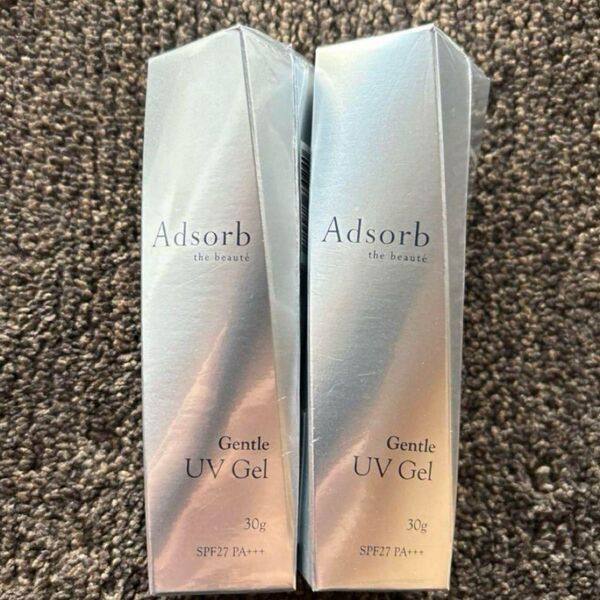 Adsorb
the beauté
Gentle
UV Gel
30g
SPF27 PA+++
Adsorb
the beauté
Gentle
UV Gel
30g
SPF27 PA+++